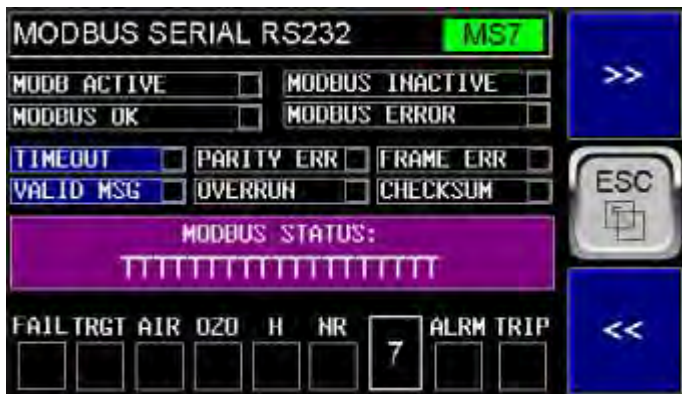 MODBUS SERIAL RS232 MS7
>>
MODB ACTIVE MODBUS INACTIVE
MODBUS OK MODBUS ERROR
TIMEOUT PARITY ERR FRAME ERR
VALID MSG OVERRUN CHECKSUM
ESC
MODBUS STATUS:
TTTTTTTTTTTTTTTTTTTT
FAIL TRGT AIR OZO H NR 7 ALRM TRIP
<<